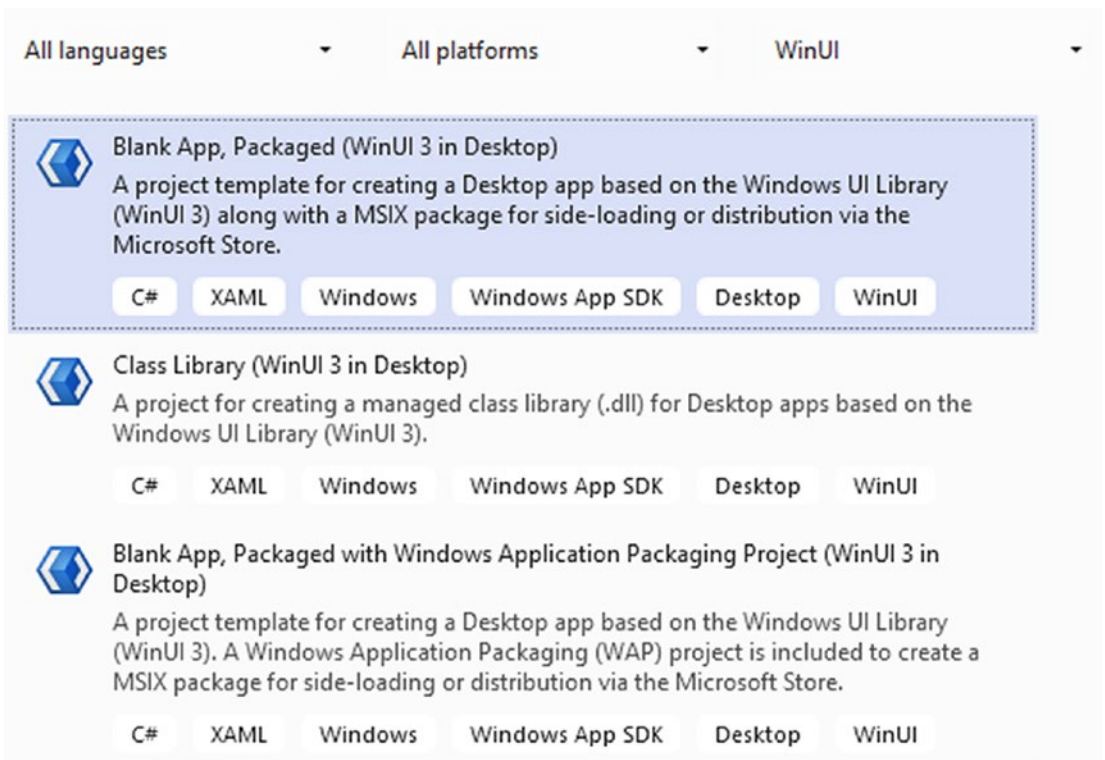 All languages All platforms WinUI
Blank App, Packaged (WinUI 3 in Desktop)
A project template for creating a Desktop app based on the Windows UI Library
(WinUI 3) along with a MSIX package for side-loading or distribution via the
Microsoft Store.
C# XAML Windows Windows App SDK Desktop WinUI
Class Library (WinUI 3 in Desktop)
A project for creating a managed class library (.dll) for Desktop apps based on the
Windows UI Library (WinUI 3).
C# XAML Windows Windows App SDK Desktop WinUI
Blank App, Packaged with Windows Application Packaging Project (WinUI 3 in
Desktop)
A project template for creating a Desktop app based on the Windows UI Library
(WinUI 3). A Windows Application Packaging (WAP) project is included to create a
MSIX package for side-loading or distribution via the Microsoft Store.
C# XAML Windows Windows App SDK Desktop WinUI